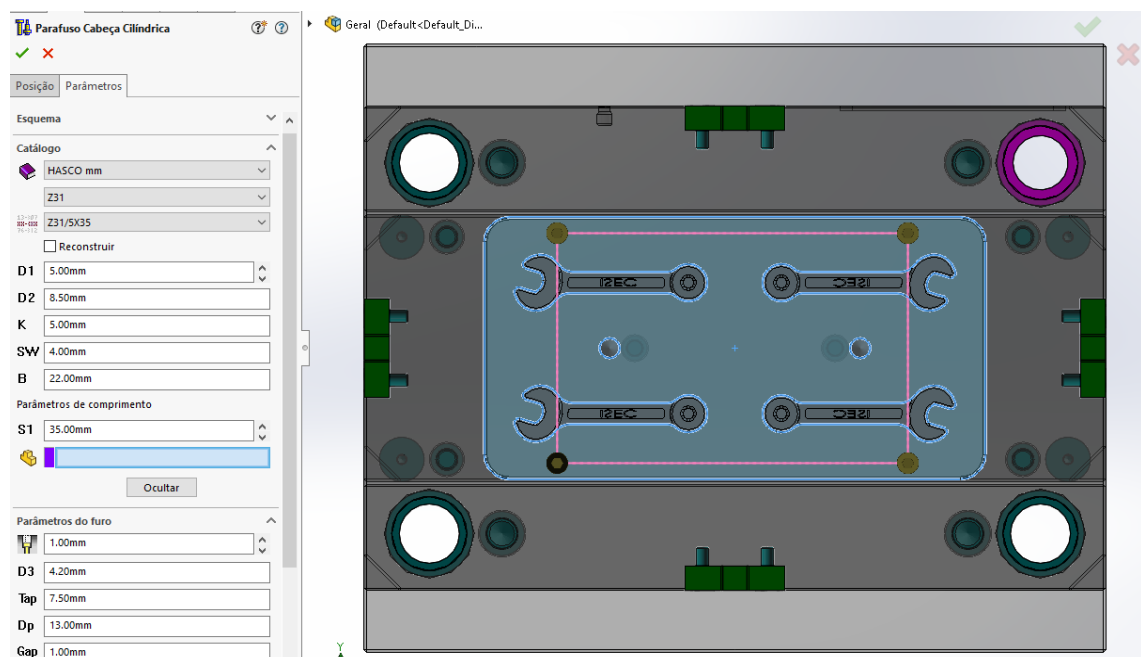 Parafuso Cabeça Cilíndrica
Posição Parâmetros
Esquema
Catálogo
HASCO mm
Z31
Z31/5X35
Reconstruir
D1 5.00mm
D2 8.50mm
K 5.00mm
SW 4.00mm
B 22.00mm
Parâmetros de comprimento
S1 35.00mm
Ocultar
Parâmetros do furo
1.00mm
D3 4.20mm
Tap 7.50mm
Dp 13.00mm
Gap 1.00mm
Geral (Default<Default_Di...
ISEC ISEC
ISEC ISEC
Y